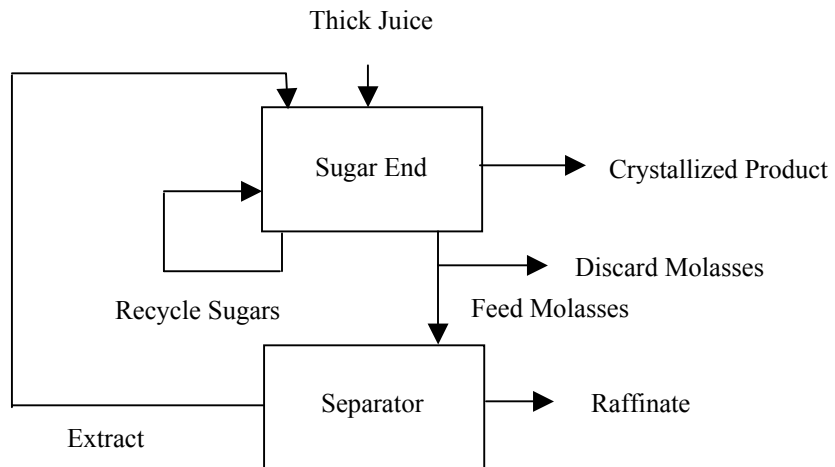 Thick Juice
Sugar End
Crystallized Product
Discard Molasses
Recycle Sugars
Feed Molasses
Separator
Raffinate
Extract